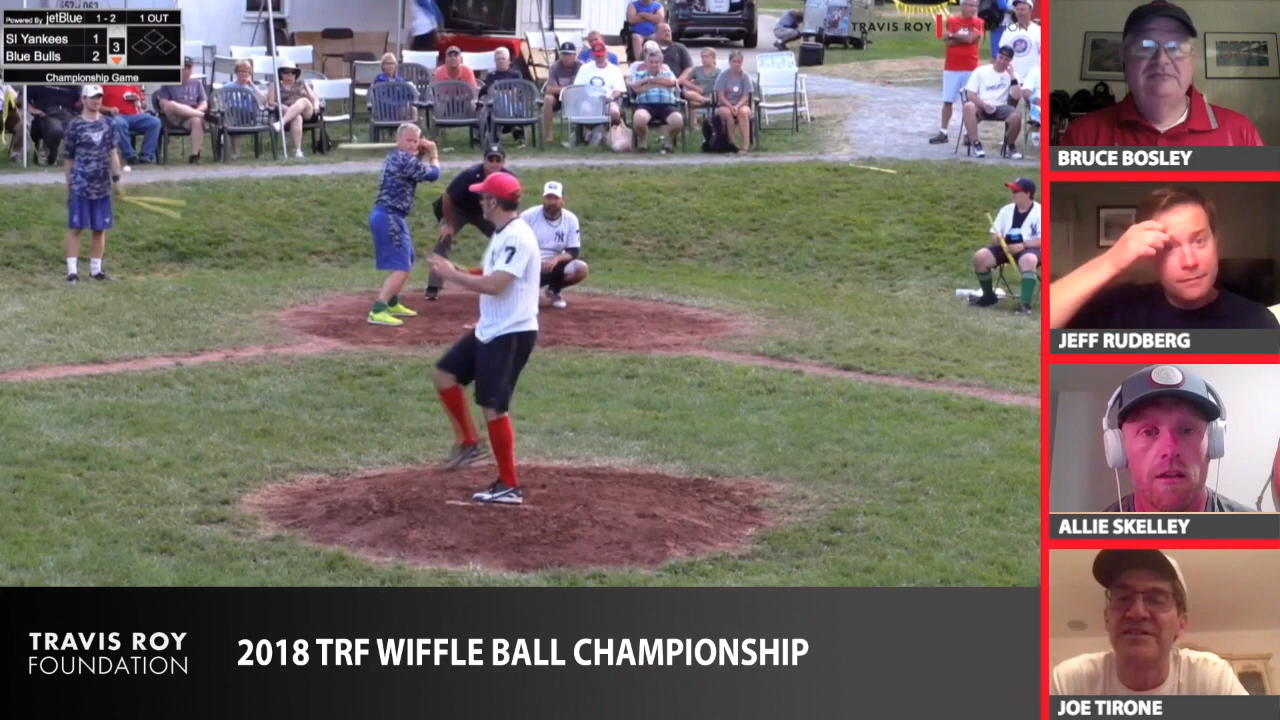 Powered By jetBlue 1 - 2 1 OUT
SI Yankees 1
Blue Bulls 2
3
Championship Game
TRAVIS ROY
7
NY
BRUCE BOSLEY
JEFF RUDBERG
ALLIE SKELLEY
JOE TIRONE
TRAVIS ROY
FOUNDATION
2018 TRF WIFFLE BALL CHAMPIONSHIP